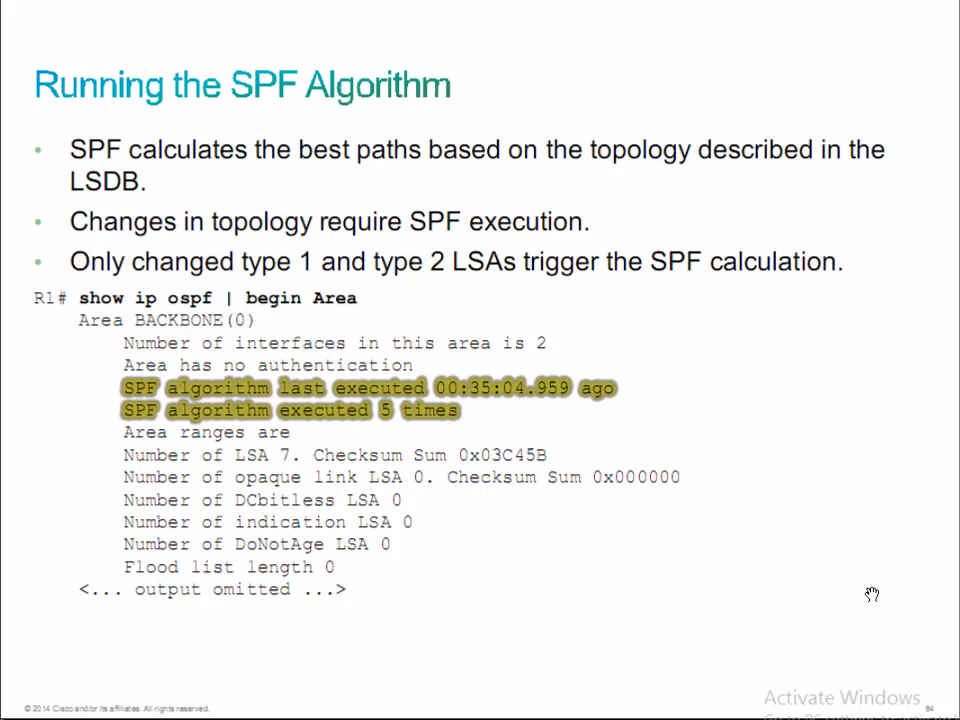 Running the SPF Algorithm
• SPF calculates the best paths based on the topology described in the
LSDB.
• Changes in topology require SPF execution.
• Only changed type 1 and type 2 LSAs trigger the SPF calculation.
R1# show ip ospf | begin Area
Area BACKBONE(0)
Number of interfaces in this area is 2
Area has no authentication
SPF algorithm last executed 00:35:04.959 ago
SPF algorithm executed 5 times
Area ranges are
Number of LSA 7. Checksum Sum 0x03C45B
Number of opaque link LSA 0. Checksum Sum 0x000000
Number of DCbitless LSA 0
Number of indication LSA 0
Number of DoNotAge LSA 0
Flood list length 0
<... output omitted ...>
Activate Windows
© 2014 Cisco and/or its affiliates. All rights reserved.
84